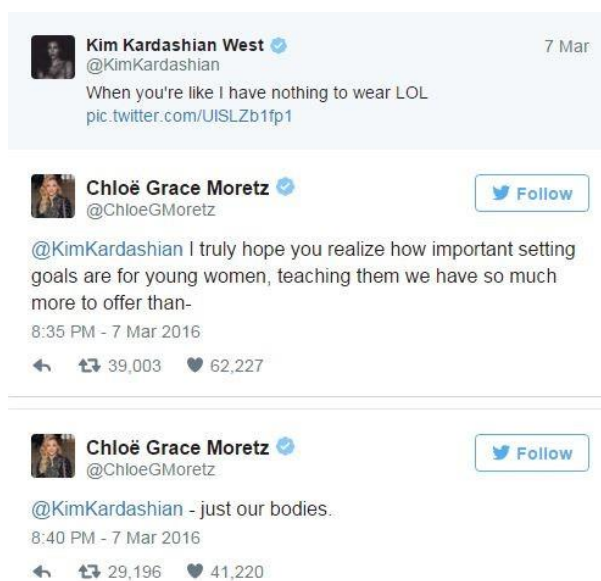 Kim Kardashian West 7 Mar
@KimKardashian
When you're like I have nothing to wear LOL
pic.twitter.com/UISLZb1fp1
Chloë Grace Moretz Follow
@ChloeGMoretz
@KimKardashian I truly hope you realize how important setting
goals are for young women, teaching them we have so much
more to offer than-
8:35 PM - 7 Mar 2016
39,003 62,227
Chloë Grace Moretz Follow
@ChloeGMoretz
@KimKardashian - just our bodies.
8:40 PM - 7 Mar 2016
29,196 41,220